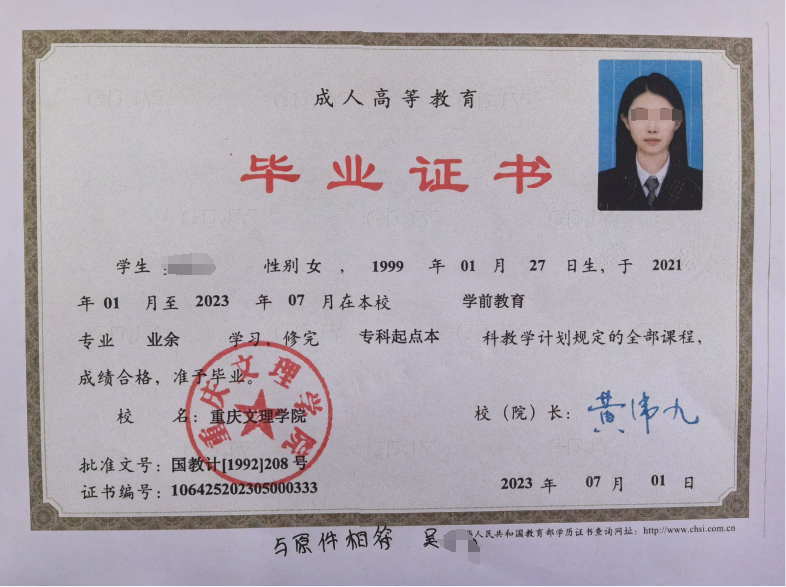 成人高等教育
毕业证书
学生: 性别 女 , 1999 年 01 月 27 日生,于 2021
年 01 月至 2023 年 07 月在本校 学前教育
专业 业余 学习、修完 专科起点本 科教学计划规定的全部课程,
成绩合格,准予毕业。
校 名: 重庆文理学院
重庆文理学院
校(院)长: 黄伟九
批准文号: 国教计[1992]208 号
证书编号: 106425202305000333
2023 年 07 月 01 日
人民共和国教育部学历证书查询网址: http://www.chsi.com.cn
与原件相符 吴